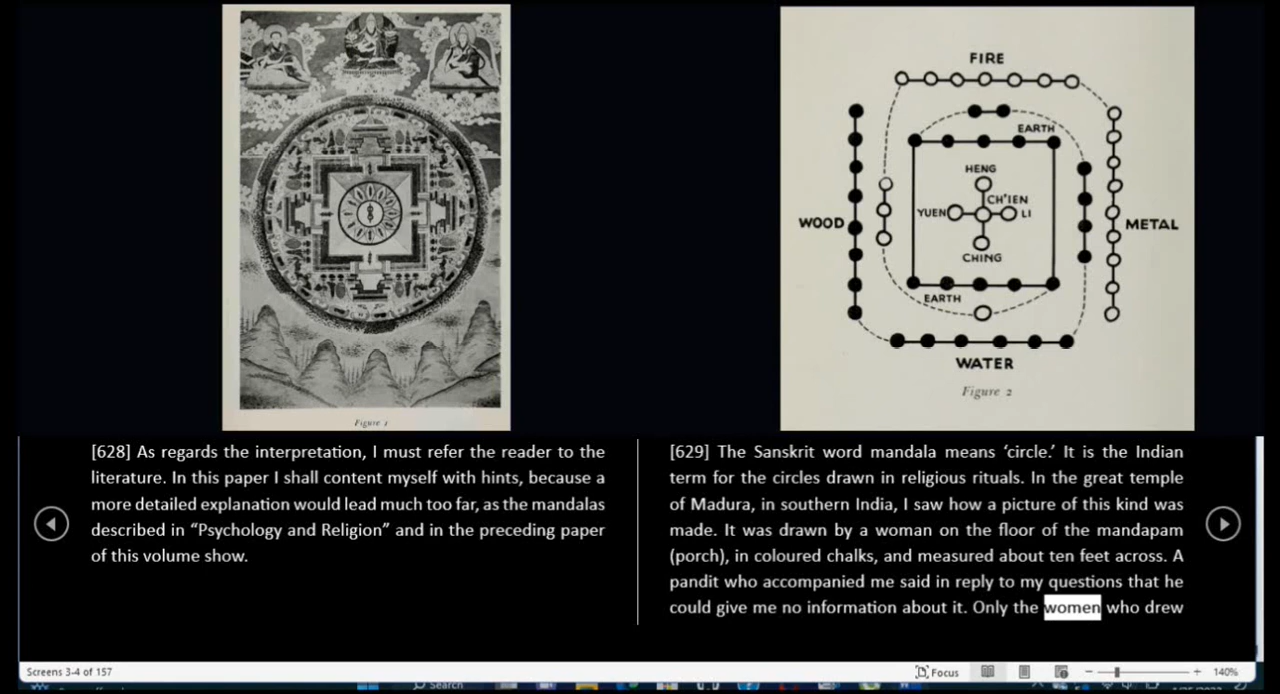 Figure 1
FIRE
EARTH
HENG
CH'IEN
YUEN
LI
WOOD
METAL
CHING
EARTH
WATER
Figure 2
[628] As regards the interpretation, I must refer the reader to the
literature. In this paper I shall content myself with hints, because a
more detailed explanation would lead much too far, as the mandalas
described in “Psychology and Religion” and in the preceding paper
of this volume show.
[629] The Sanskrit word mandala means ‘circle.’ It is the Indian
term for the circles drawn in religious rituals. In the great temple
of Madura, in southern India, I saw how a picture of this kind was
made. It was drawn by a woman on the floor of the mandapam
(porch), in coloured chalks, and measured about ten feet across. A
pandit who accompanied me said in reply to my questions that he
could give me no information about it. Only the women who drew
Screens 3-4 of 157
Focus
140%
Search